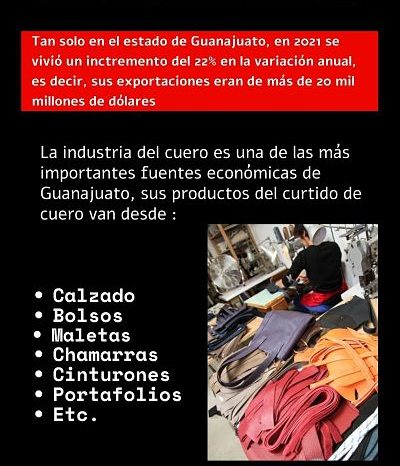 Tan solo en el estado de Guanajuato, en 2021 se
vivió un inctremento del 22% en la variación anual,
es decir, sus exportaciones eran de más de 20 mil
millones de dólares
La industria del cuero es una de las más
importantes fuentes económicas de
Guanajuato, sus productos del curtido de
cuero van desde :
• Calzado
• Bolsos
• Maletas
• Chamarras
• Cinturones
• Portafolios
• Etc.